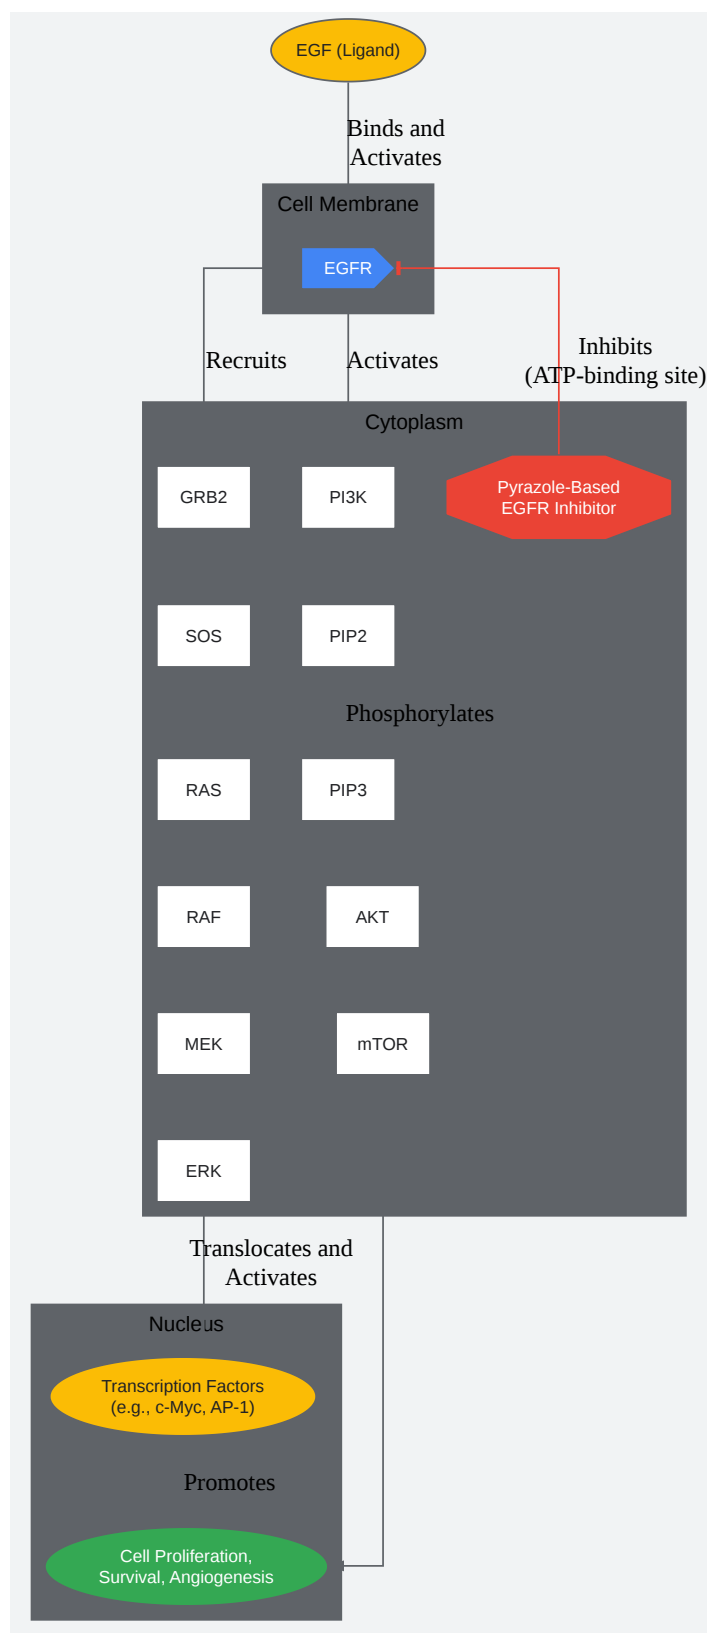 EGF (Ligand)
Binds and
Activates
Cell Membrane
EGFR
Recruits
Activates
Inhibits
(ATP-binding site)
Cytoplasm
GRB2
PI3K
Pyrazole-Based
EGFR Inhibitor
SOS
PIP2
Phosphorylates
RAS
PIP3
RAF
AKT
MEK
mTOR
ERK
Translocates and
Activates
Nucleus
Transcription Factors
(e.g., c-Myc, AP-1)
Promotes
Cell Proliferation,
Survival, Angiogenesis